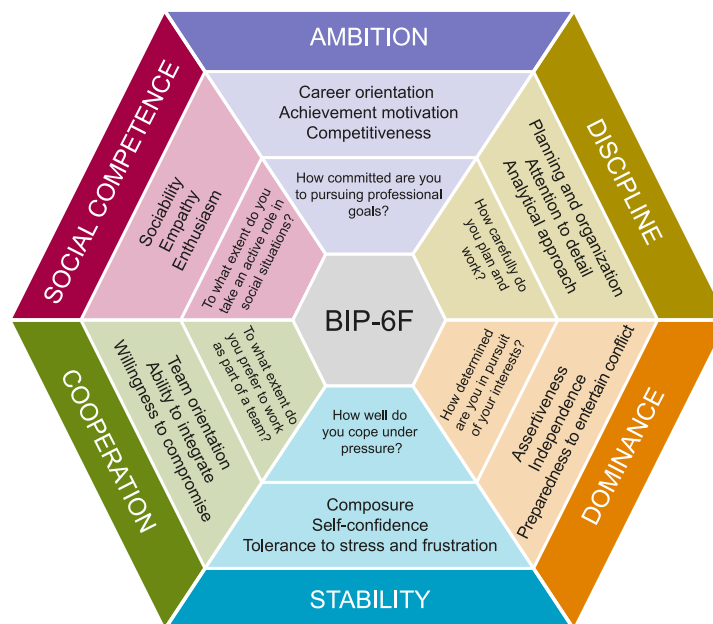 AMBITION
Career orientation
Achievement motivation
Competitiveness
How committed are you
to pursuing professional
goals?
DISCIPLINE
Planning and organization
Attention to detail
Analytical approach
How carefully do
you plan and
work?
DOMINANCE
Assertiveness
Independence
Preparedness to entertain conflict
How determined
are you in pursuit
of your interests?
STABILITY
How well do
you cope under
pressure?
Composure
Self-confidence
Tolerance to stress and frustration
COOPERATION
Team orientation
Ability to integrate
Willingness to compromise
To what extent do
you prefer to work
as part of a team?
SOCIAL COMPETENCE
Sociability
Empathy
Enthusiasm
To what extent do you
take an active role in
social situations?
BIP-6F